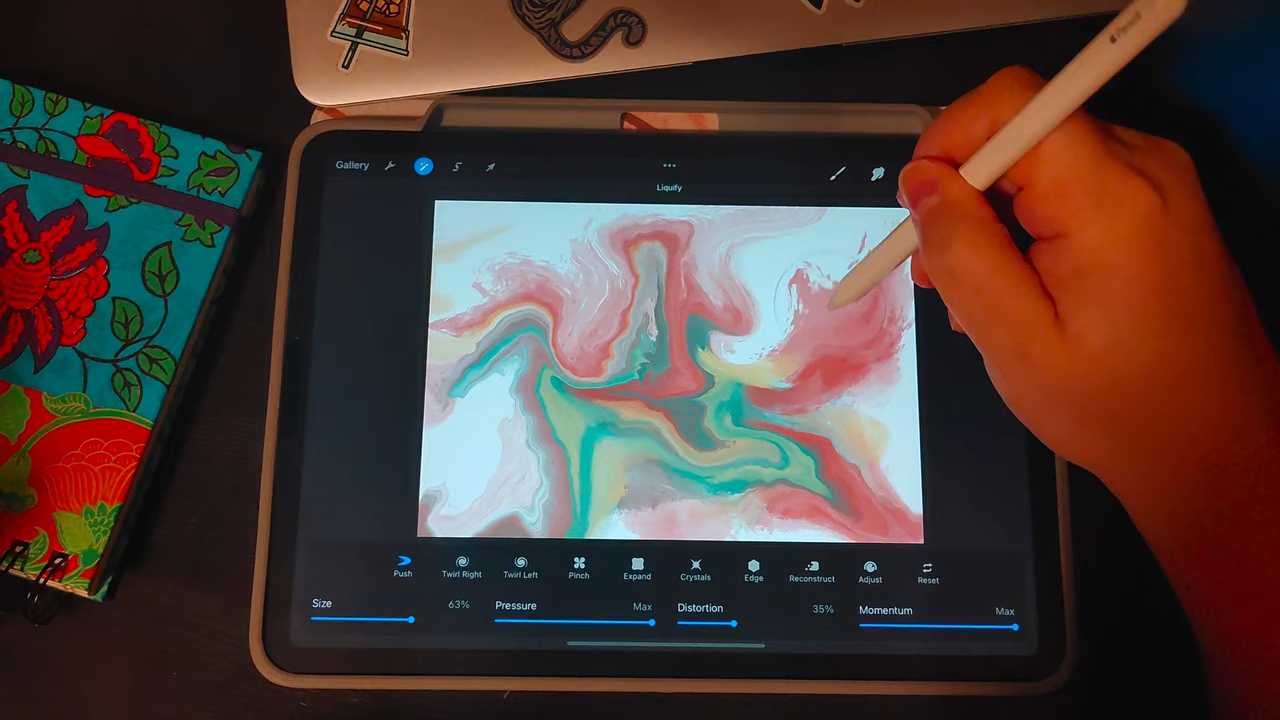 Pencil
Gallery
Liquify
Push
Twirl Right
Twirl Left
Pinch
Expand
Crystals
Edge
Reconstruct
Adjust
Reset
Size 63%
Pressure Max
Distortion 35%
Momentum Max